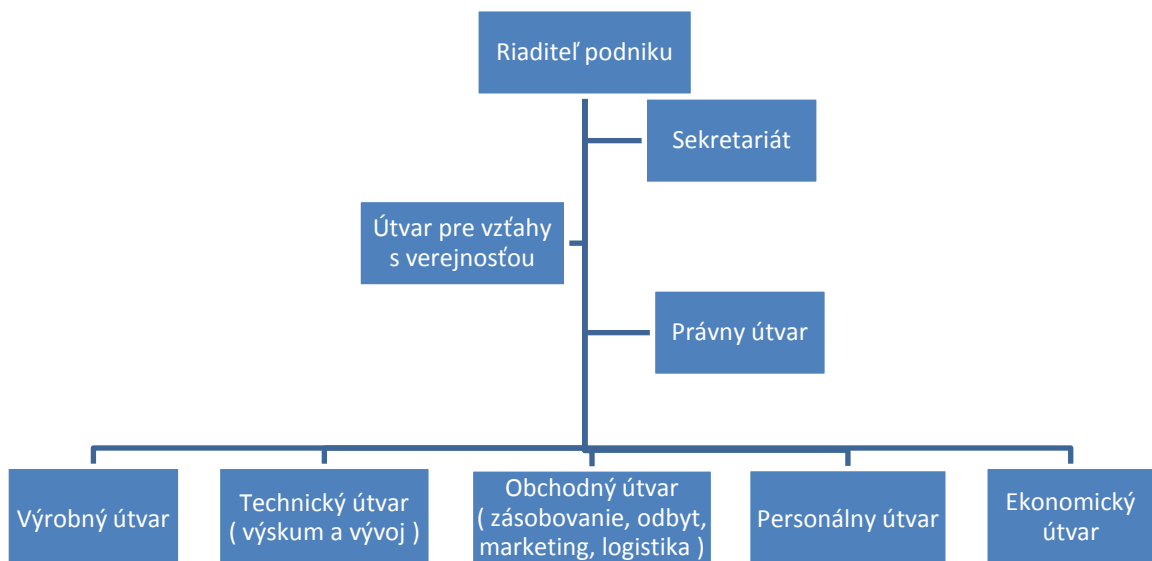 Riaditeľ podniku
Sekretariát
Útvar pre vzťahy
s verejnosťou
Právny útvar
Výrobný útvar
Technický útvar
( výskum a vývoj )
Obchodný útvar
( zásobovanie, odbyt,
marketing, logistika )
Personálny útvar
Ekonomický
útvar